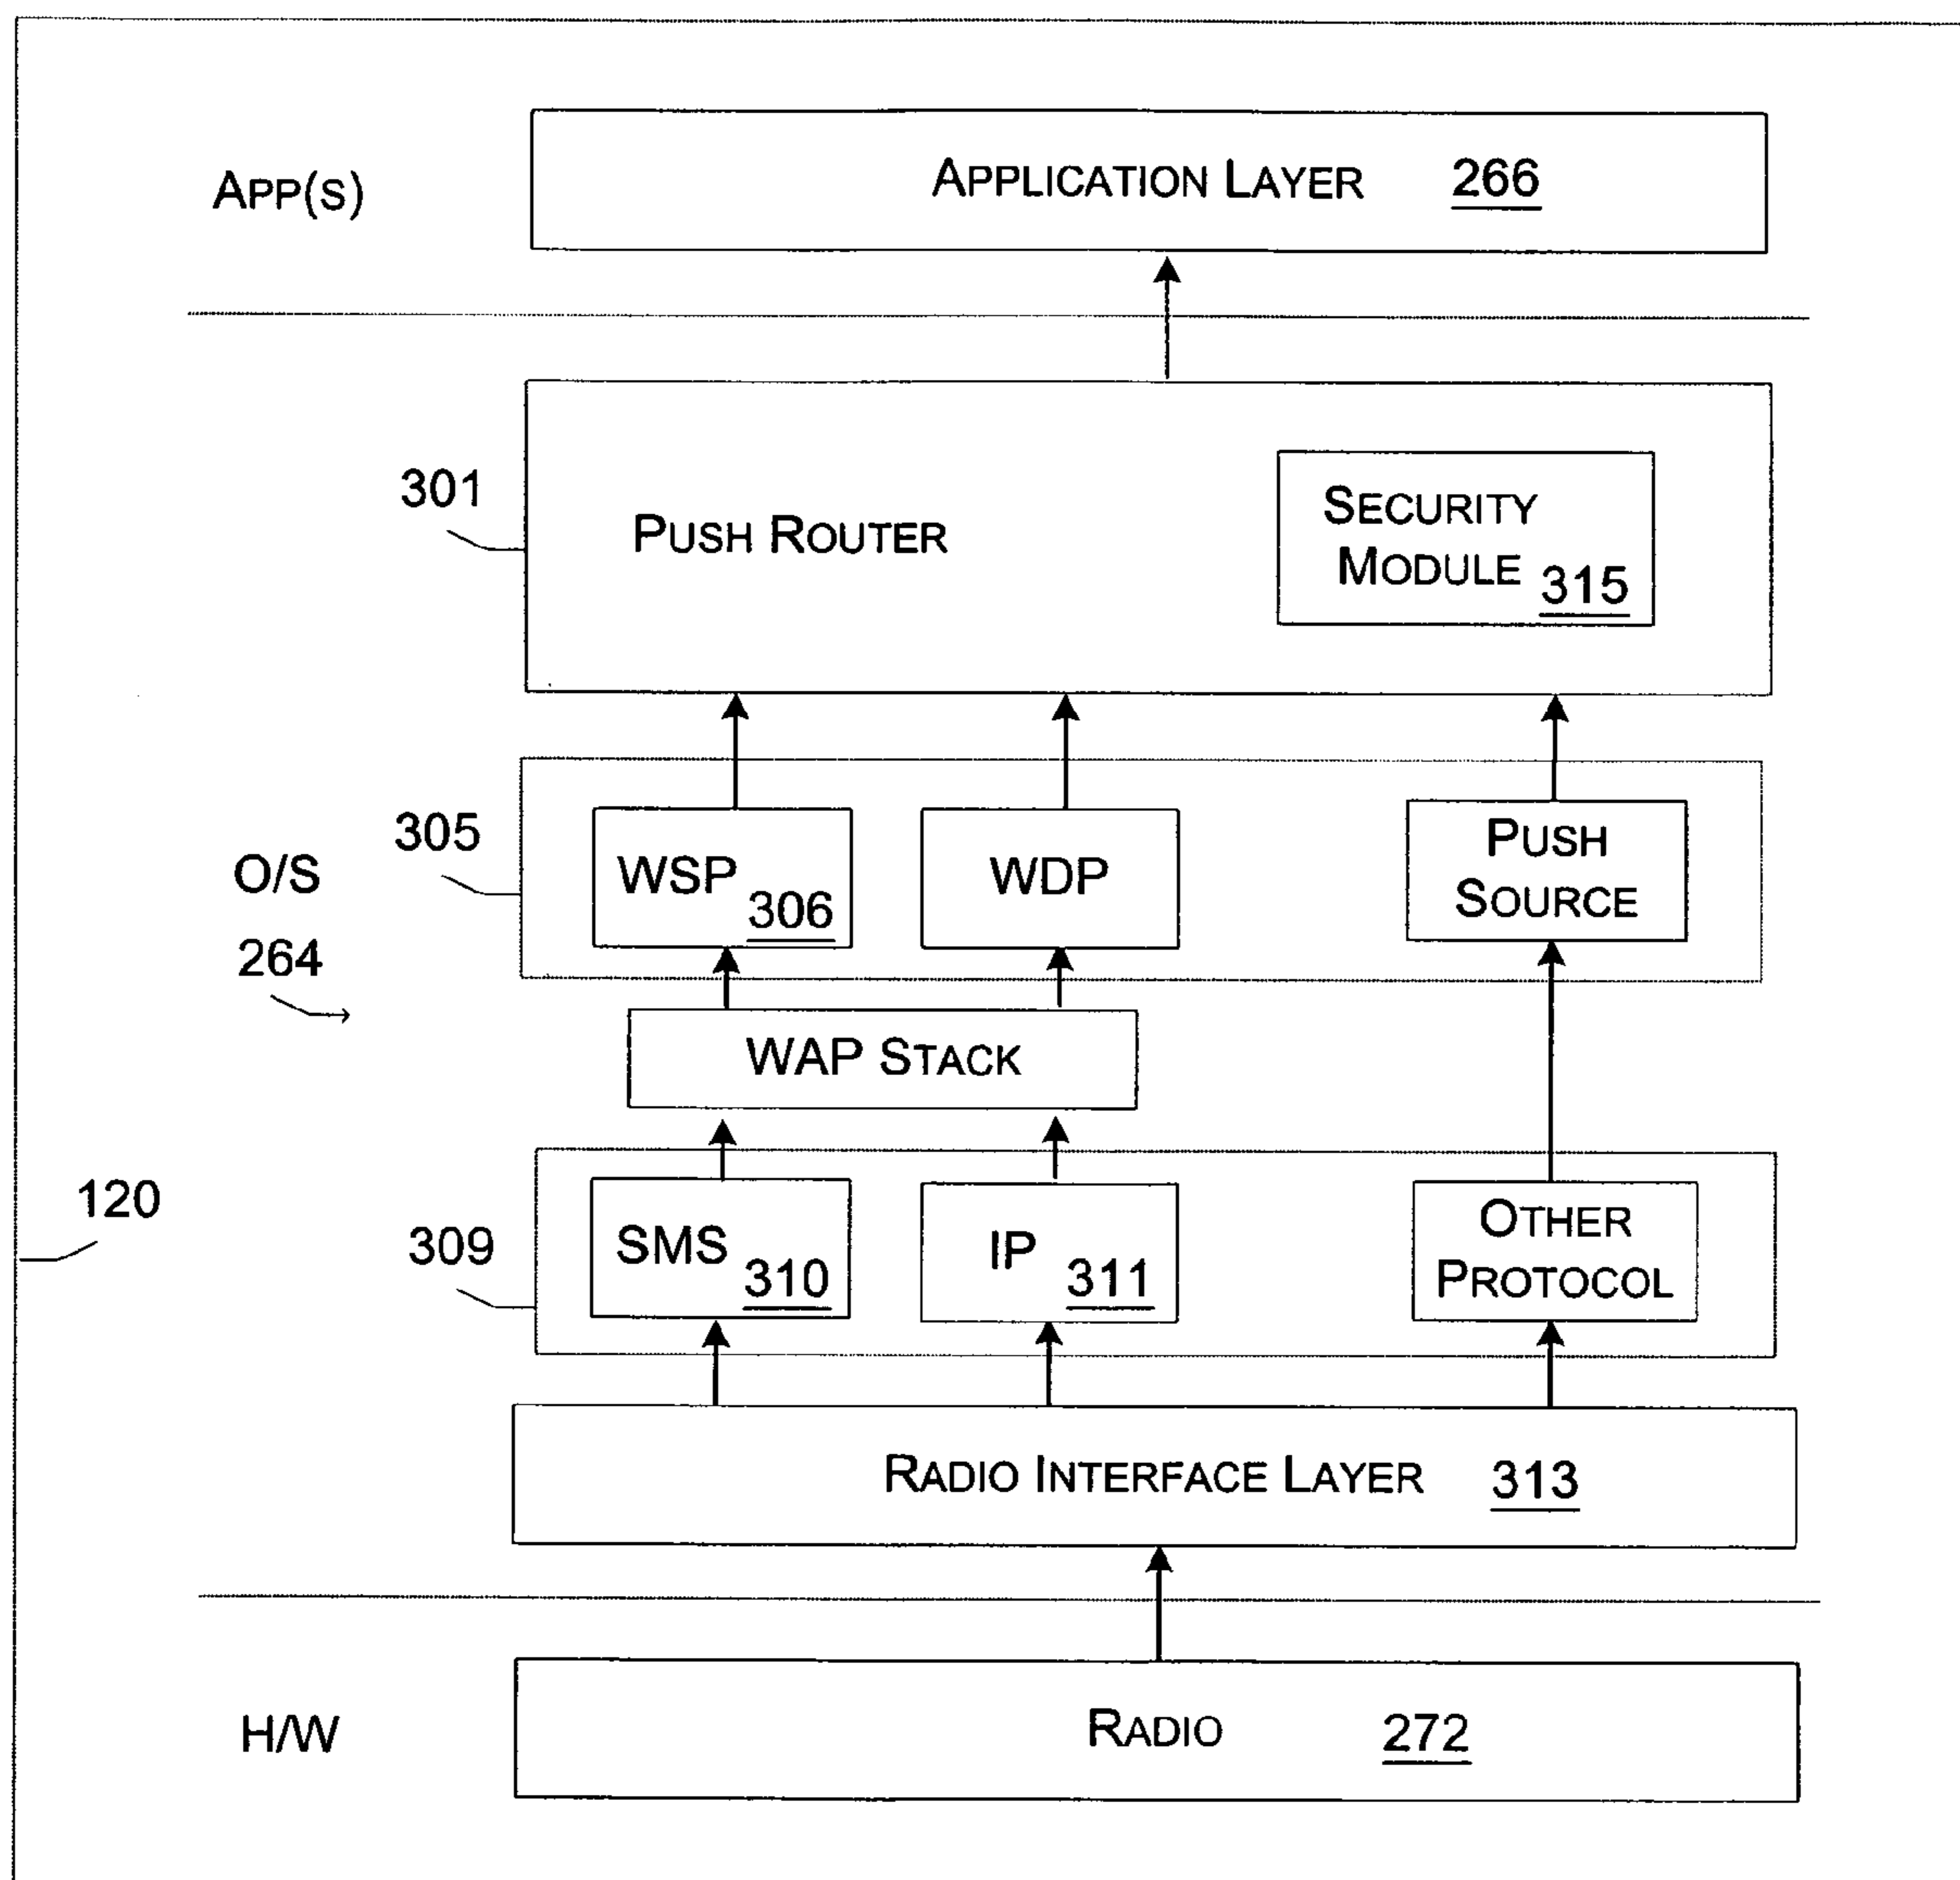 APP(S)
APPLICATION LAYER 266
301
PUSH ROUTER
SECURITY
MODULE 315
305
O/S
264
WSP 306
WDP
PUSH
SOURCE
WAP STACK
120
309
SMS 310
IP 311
OTHER
PROTOCOL
RADIO INTERFACE LAYER 313
H/W
RADIO 272